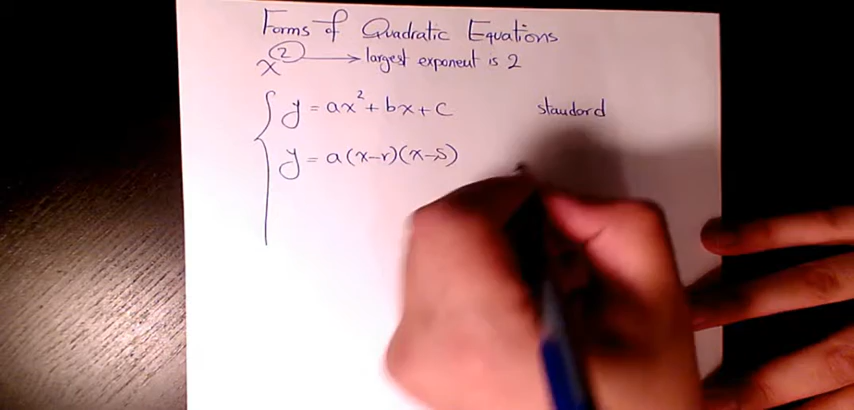 Forms of Quadratic Equations
x² → largest exponent is 2
y = ax² + bx + c standard
y = a(x-r)(x-s)